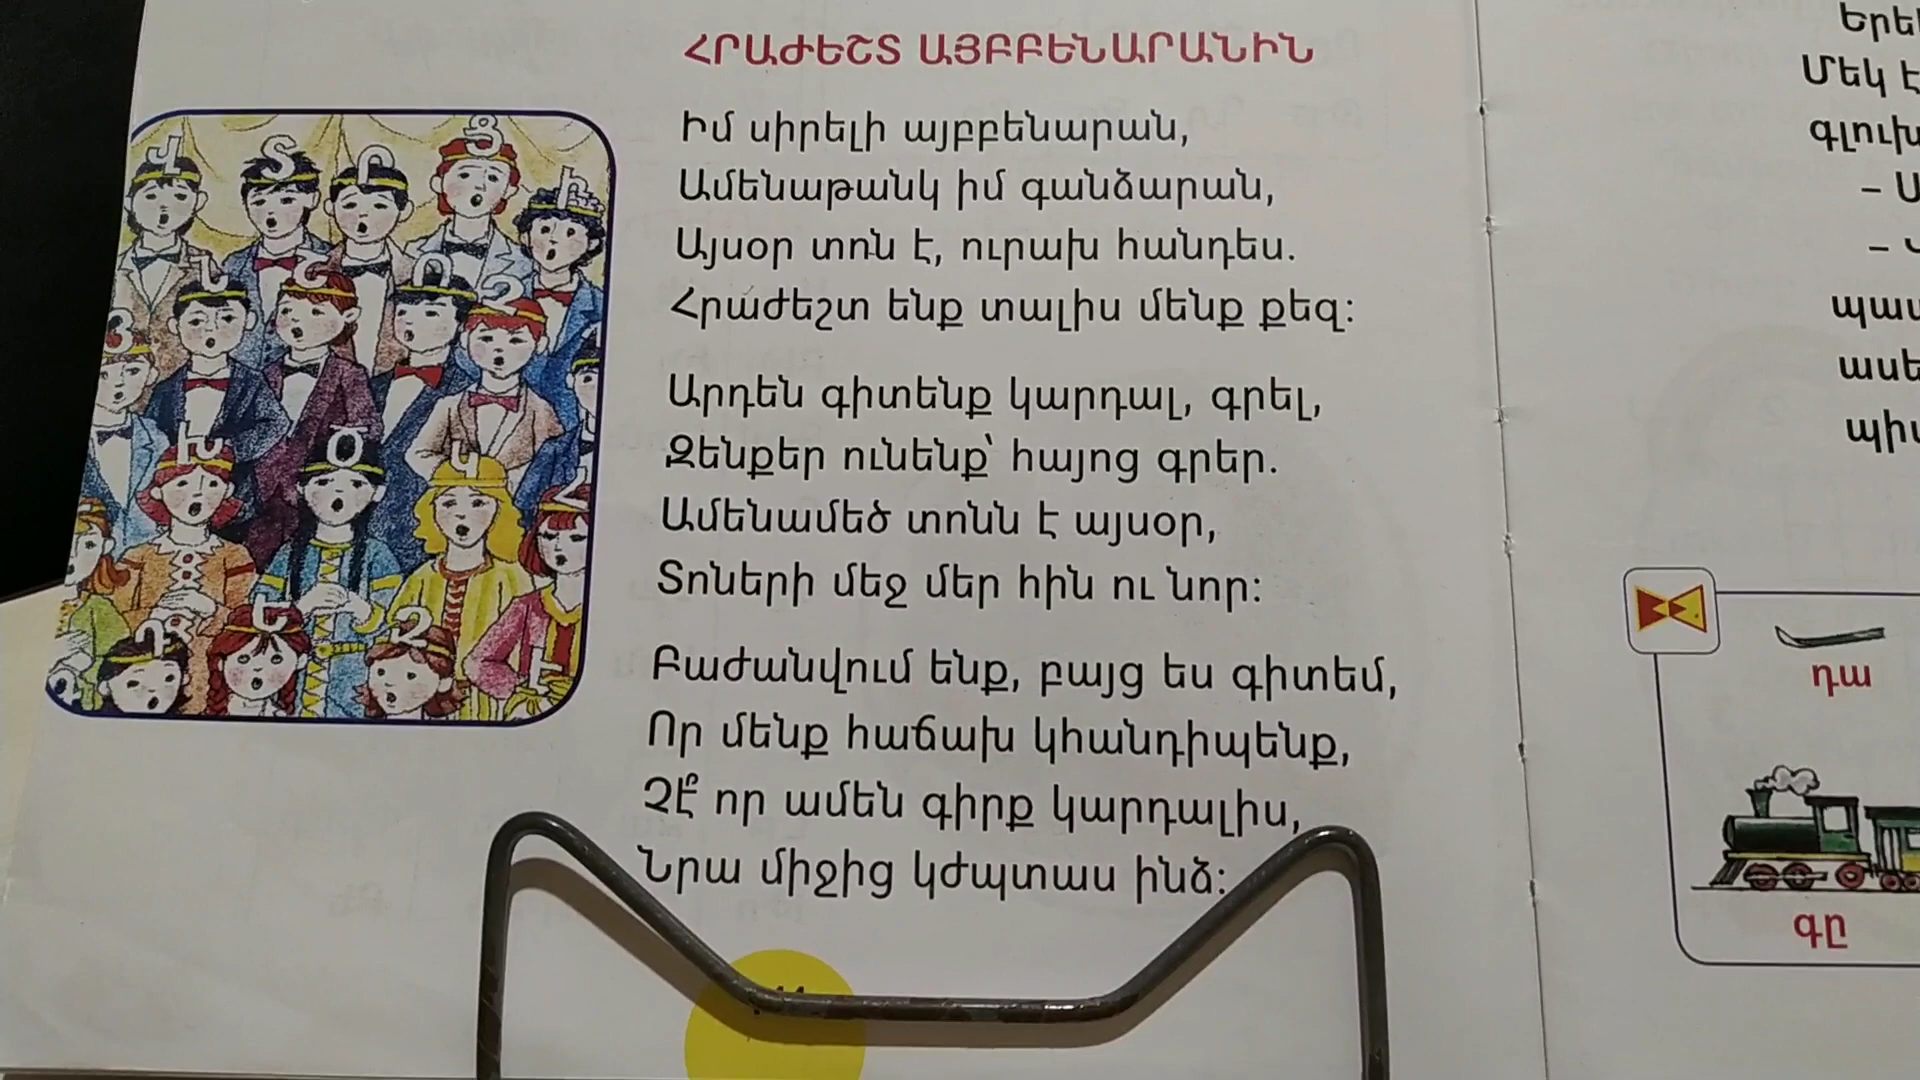 ՀՐԱԺԵՇՏ ԱՅԲԲԵՆԱՐԱՆԻՆ
Իմ սիրելի այբբենարան,
Ամենաթանկ իմ գանձարան,
Այսօր տոն է, ուրախ հանդես.
Հրաժեշտ ենք տալիս մենք քեզ:
Արդեն գիտենք կարդալ, գրել,
Զենքեր ունենք՝ հայոց գրեր.
Ամենամեծ տոնն է այսօր,
Տոների մեջ մեր հին ու նոր:
Բաժանվում ենք, բայց ես գիտեմ,
Որ մենք հաճախ կհանդիպենք,
Չէ՞ որ ամեն գիրք կարդալիս,
Նրա միջից կժպտաս ինձ:
Մեկ է
դա
գը